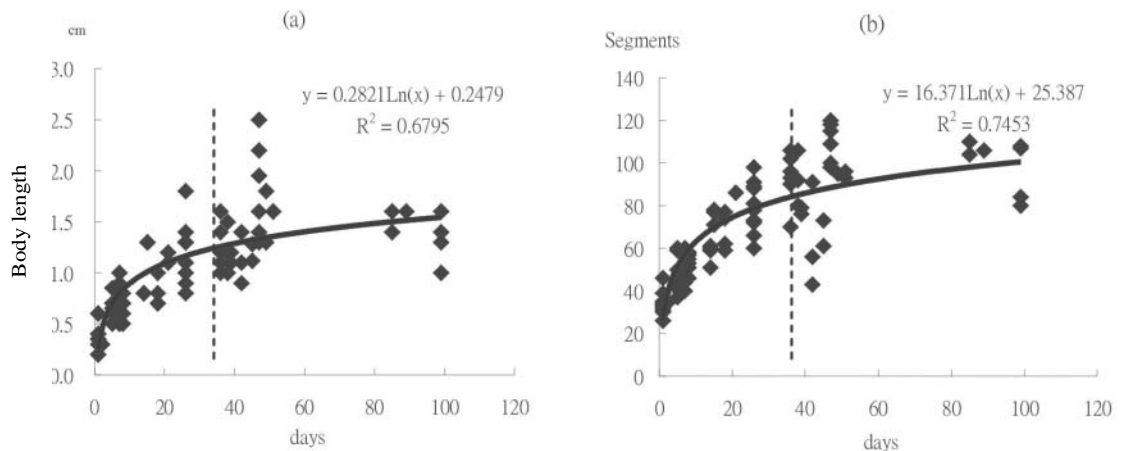 (a)
cm
3.0
y = 0.2821Ln(x) + 0.2479
R² = 0.6795
2.5
2.0
1.5
1.0
0.5
0.0
Body length
0 20 40 60 80 100 120
days
(b)
Segments
140
y = 16.371Ln(x) + 25.387
R² = 0.7453
120
100
80
60
40
20
0
0 20 40 60 80 100 120
days